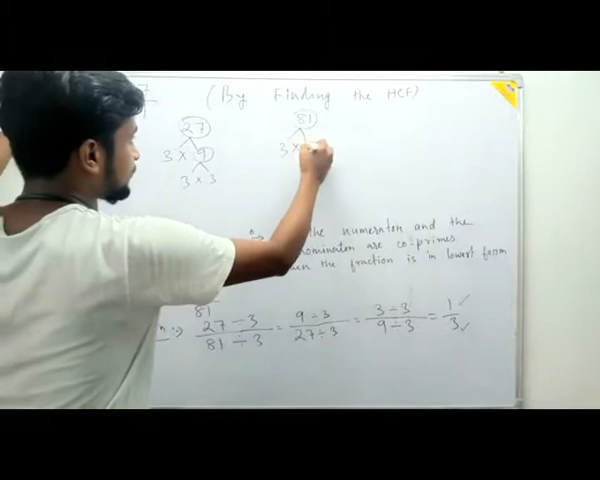 7 (By Finding the HCF)
27 81
3 × 9 3 ×
3 × 3
the numerator and the
nominator are co-primes
the fraction is in lowest form
81
27 ÷ 3 / 81 ÷ 3 = 9 ÷ 3 / 27 ÷ 3 = 3 ÷ 3 / 9 ÷ 3 = 1 / 3